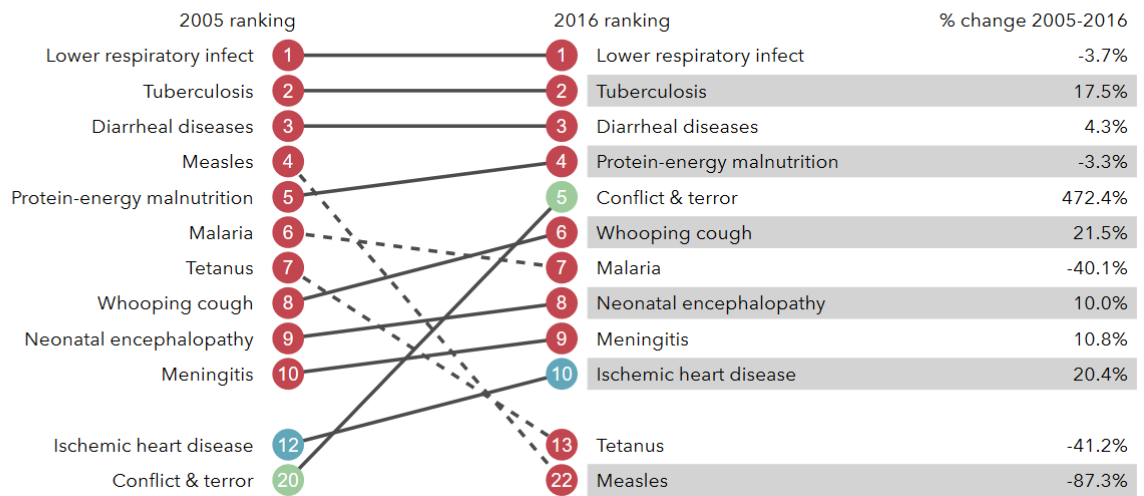 2005 ranking 2016 ranking % change 2005-2016
Lower respiratory infect 1 1 Lower respiratory infect -3.7%
Tuberculosis 2 2 Tuberculosis 17.5%
Diarrheal diseases 3 3 Diarrheal diseases 4.3%
Measles 4 4 Protein-energy malnutrition -3.3%
Protein-energy malnutrition 5 5 Conflict & terror 472.4%
Malaria 6 6 Whooping cough 21.5%
Tetanus 7 7 Malaria -40.1%
Whooping cough 8 8 Neonatal encephalopathy 10.0%
Neonatal encephalopathy 9 9 Meningitis 10.8%
Meningitis 10 10 Ischemic heart disease 20.4%
Ischemic heart disease 12 13 Tetanus -41.2%
Conflict & terror 20 22 Measles -87.3%